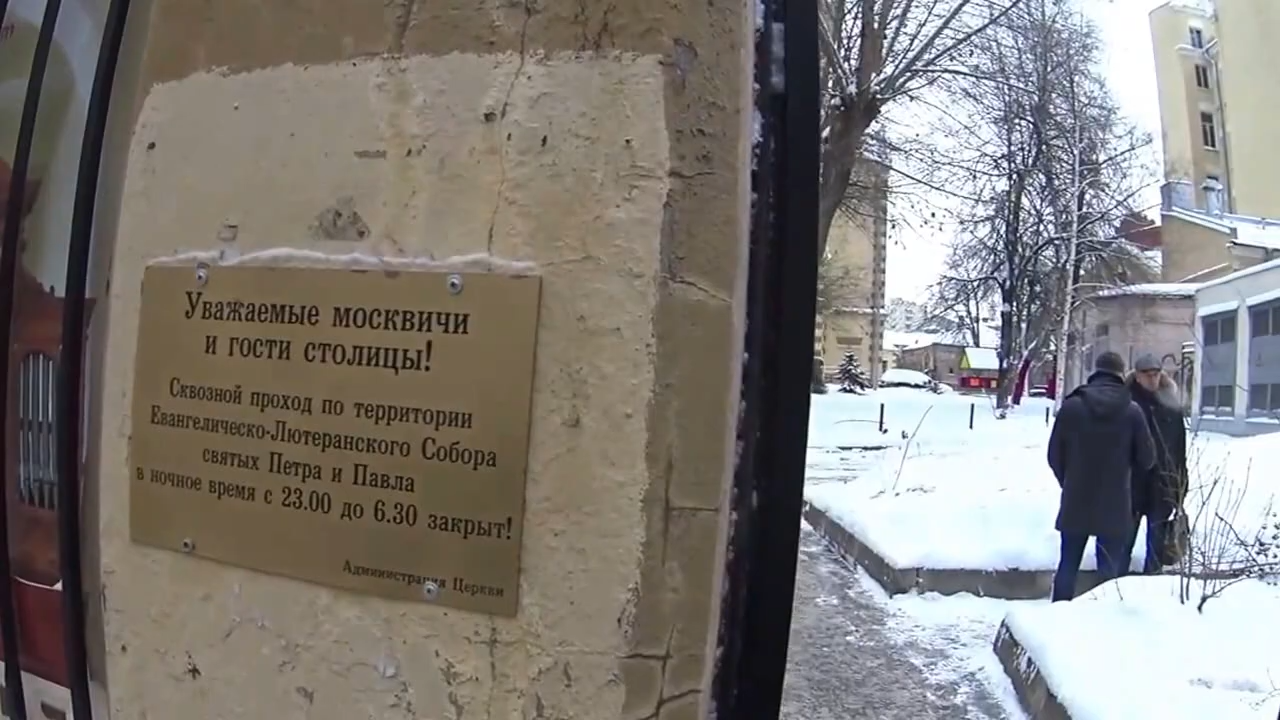 Уважаемые москвичи
и гости столицы!
Сквозной проход по территории
Евангелическо-Лютеранского Собора
святых Петра и Павла
в ночное время с 23.00 до 6.30 закрыт!
Администрация Церкви